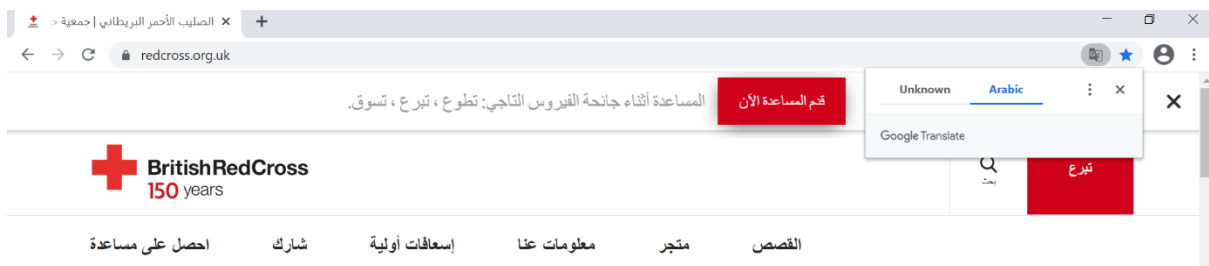 الصليب الأحمر البريطاني | جمعية
redcross.org.uk
Unknown Arabic
Google Translate
المساعدة أثناء جائحة الفيروس التاجي: تطوع ، تبرع ، تسوق.
قدم المساعدة الآن
BritishRedCross
150 years
بحث
تبرع
احصل على مساعدة شارك إسعافات أولية معلومات عنا متجر القصص